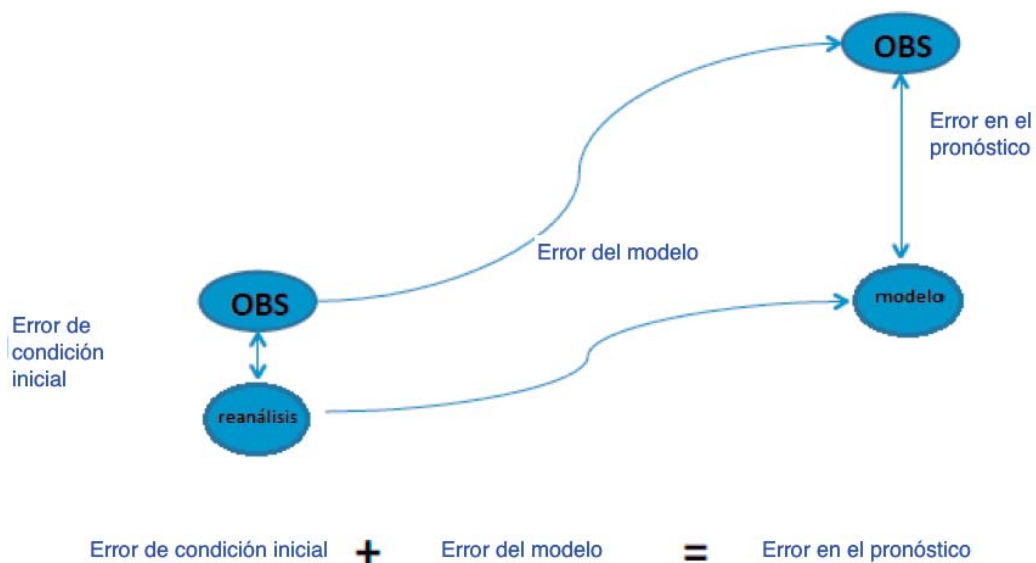 OBS
Error en el
pronóstico
Error del modelo
modelo
OBS
Error de
condición
inicial
reanálisis
Error de condición inicial + Error del modelo = Error en el pronóstico